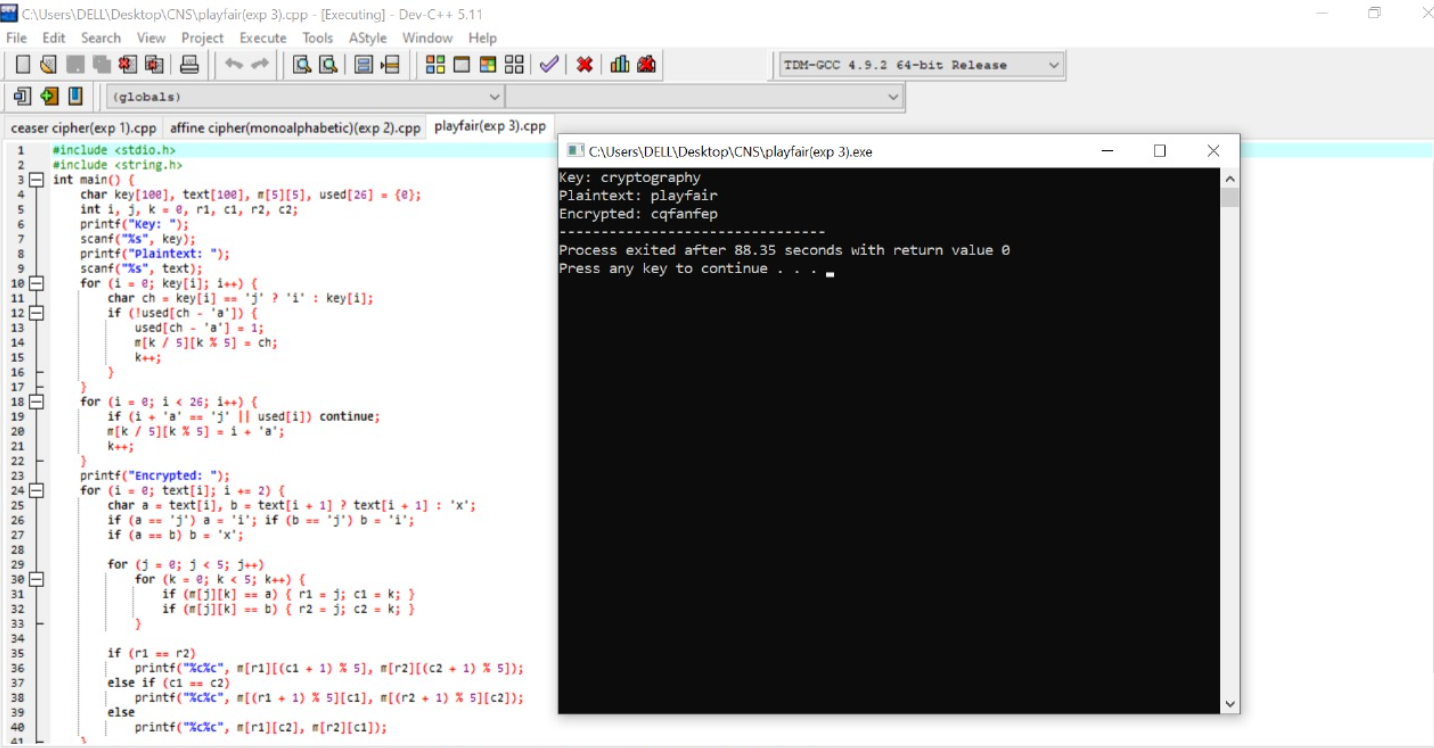 C:\Users\DELL\Desktop\CNS\playfair(exp 3).cpp - [Executing] - Dev-C++ 5.11
File Edit Search View Project Execute Tools AStyle Window Help
TDM-GCC 4.9.2 64-bit Release
(globals)
ceaser cipher(exp 1).cpp affine cipher(monoalphabetic)(exp 2).cpp playfair(exp 3).cpp
1 #include <stdio.h>
2 #include <string.h>
3 int main() {
4 char key[100], text[100], m[5][5], used[26] = {0};
5 int i, j, k = 0, r1, c1, r2, c2;
6 printf("Key: ");
7 scanf("%s", key);
8 printf("Plaintext: ");
9 scanf("%s", text);
10 for (i = 0; key[i]; i++) {
11 char ch = key[i] == 'j' ? 'i' : key[i];
12 if (!used[ch - 'a']) {
13 used[ch - 'a'] = 1;
14 m[k / 5][k % 5] = ch;
15 k++;
16 }
17 }
18 for (i = 0; i < 26; i++) {
19 if (i + 'a' == 'j' || used[i]) continue;
20 m[k / 5][k % 5] = i + 'a';
21 k++;
22 }
23 printf("Encrypted: ");
24 for (i = 0; text[i]; i += 2) {
25 char a = text[i], b = text[i + 1] ? text[i + 1] : 'x';
26 if (a == 'j') a = 'i'; if (b == 'j') b = 'i';
27 if (a == b) b = 'x';
28
29 for (j = 0; j < 5; j++)
30 for (k = 0; k < 5; k++) {
31 if (m[j][k] == a) { r1 = j; c1 = k; }
32 if (m[j][k] == b) { r2 = j; c2 = k; }
33 }
34
35 if (r1 == r2)
36 printf("%c%c", m[r1][(c1 + 1) % 5], m[r2][(c2 + 1) % 5]);
37 else if (c1 == c2)
38 printf("%c%c", m[(r1 + 1) % 5][c1], m[(r2 + 1) % 5][c2]);
39 else
40 printf("%c%c", m[r1][c2], m[r2][c1]);
41 }
C:\Users\DELL\Desktop\CNS\playfair(exp 3).exe
Key: cryptography
Plaintext: playfair
Encrypted: cqfanfep
--------------------------------
Process exited after 88.35 seconds with return value 0
Press any key to continue . . . _